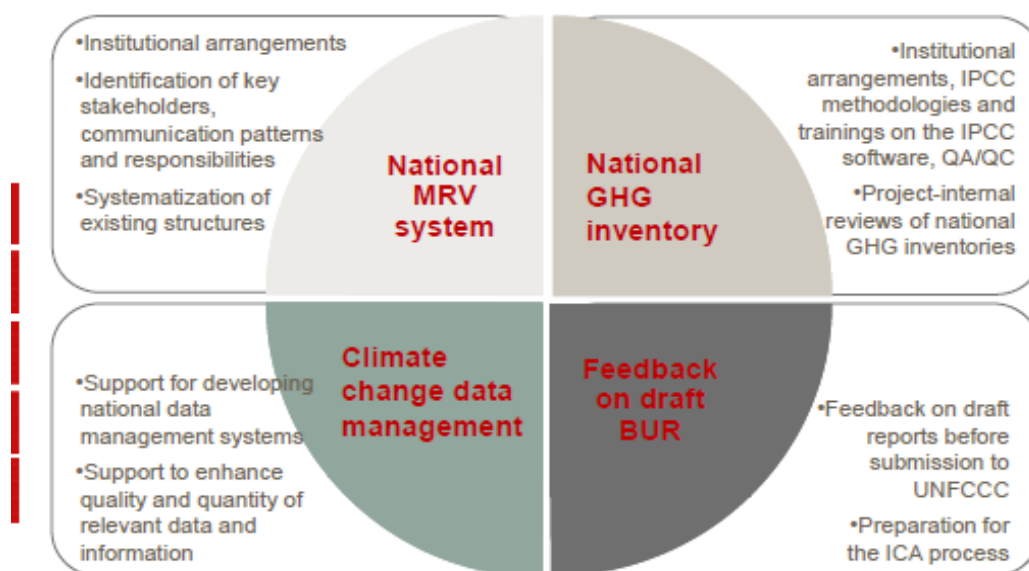 •Institutional arrangements
•Identification of key
stakeholders,
communication patterns
and responsibilities
•Systematization of
existing structures
National
MRV
system
National
GHG
inventory
•Institutional
arrangements, IPCC
methodologies and
trainings on the IPCC
software, QA/QC
•Project-internal
reviews of national
GHG inventories
•Support for developing
national data
management systems
•Support to enhance
quality and quantity of
relevant data and
information
Climate
change data
management
Feedback
on draft
BUR
•Feedback on draft
reports before
submission to
UNFCCC
•Preparation for
the ICA process